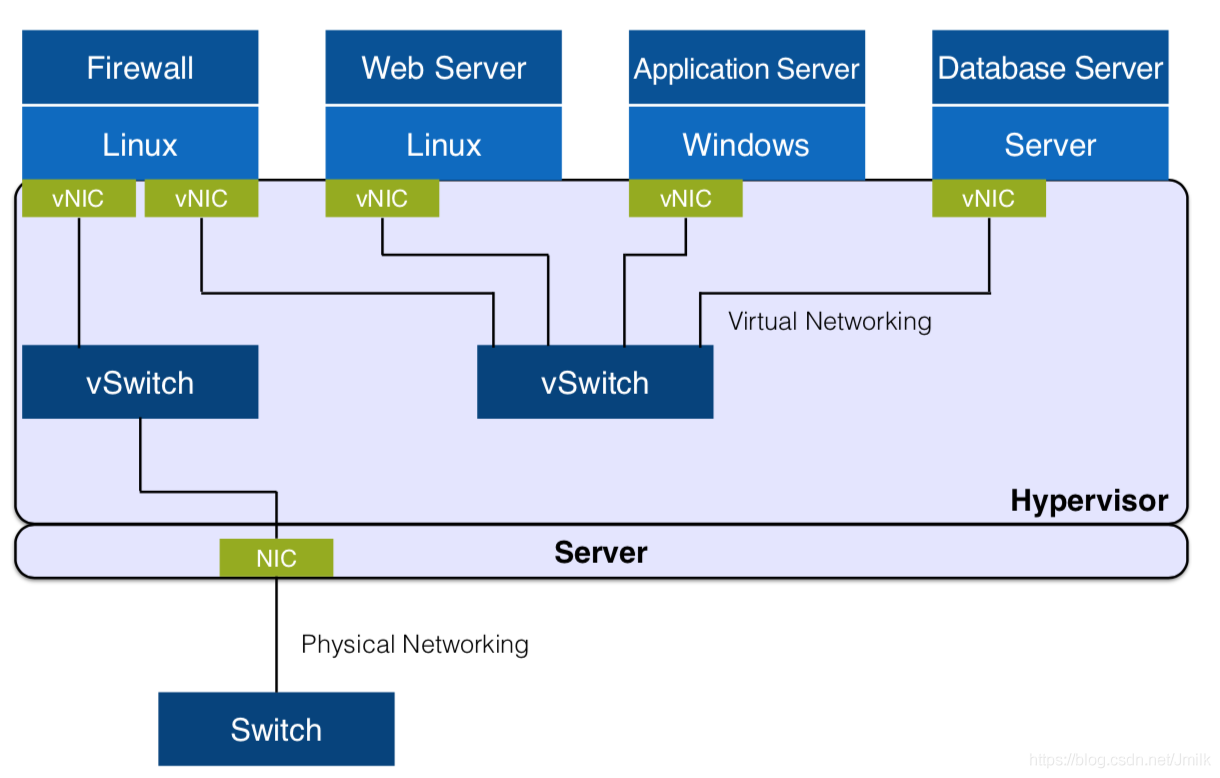 Firewall
Web Server
Application Server
Database Server
Linux
Linux
Windows
Server
vNIC
vNIC
vNIC
vNIC
vNIC
Virtual Networking
vSwitch
vSwitch
Hypervisor
NIC
Server
Physical Networking
Switch
https://blog.csdn.net/Jmilk